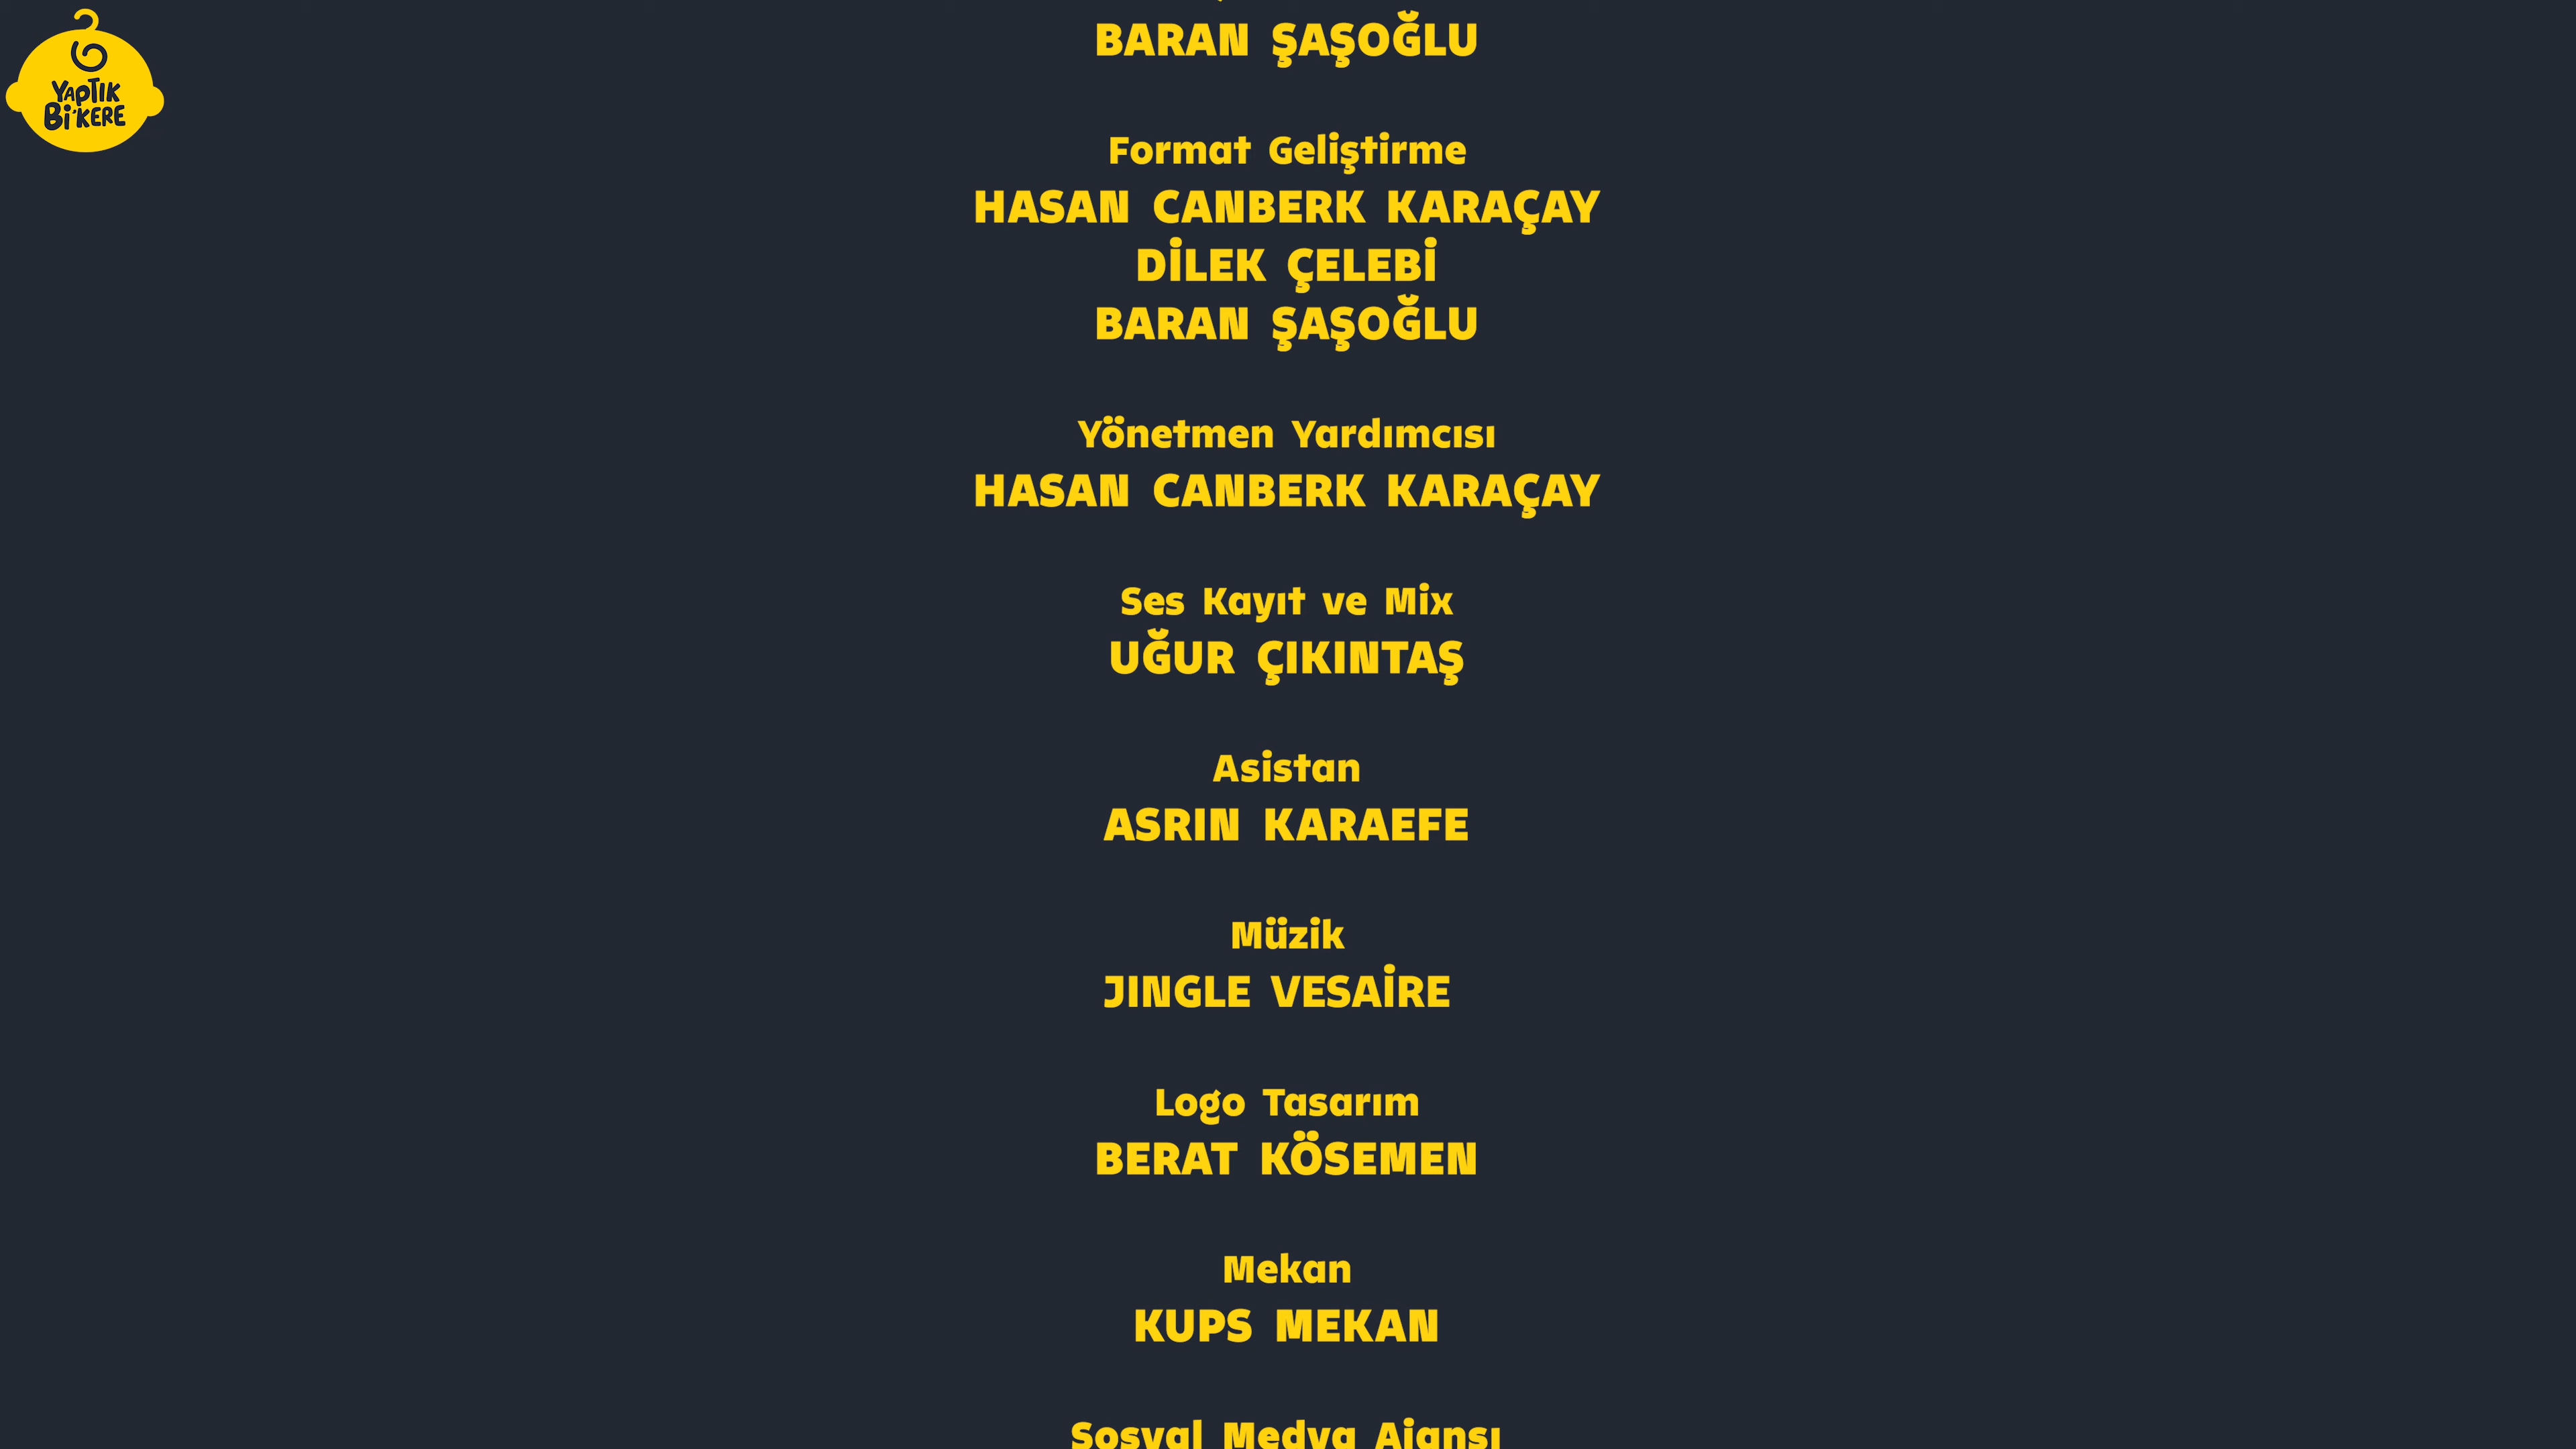 YAPTIK
Bi'KERE
BARAN ŞAŞOĞLU
Format Geliştirme
HASAN CANBERK KARAÇAY
DİLEK ÇELEBİ
BARAN ŞAŞOĞLU
Yönetmen Yardımcısı
HASAN CANBERK KARAÇAY
Ses Kayıt ve Mix
UĞUR ÇIKINTAŞ
Asistan
ASRIN KARAEFE
Müzik
JINGLE VESAİRE
Logo Tasarım
BERAT KÖSEMEN
Mekan
KUPS MEKAN
Sosyal Medya Ajansı